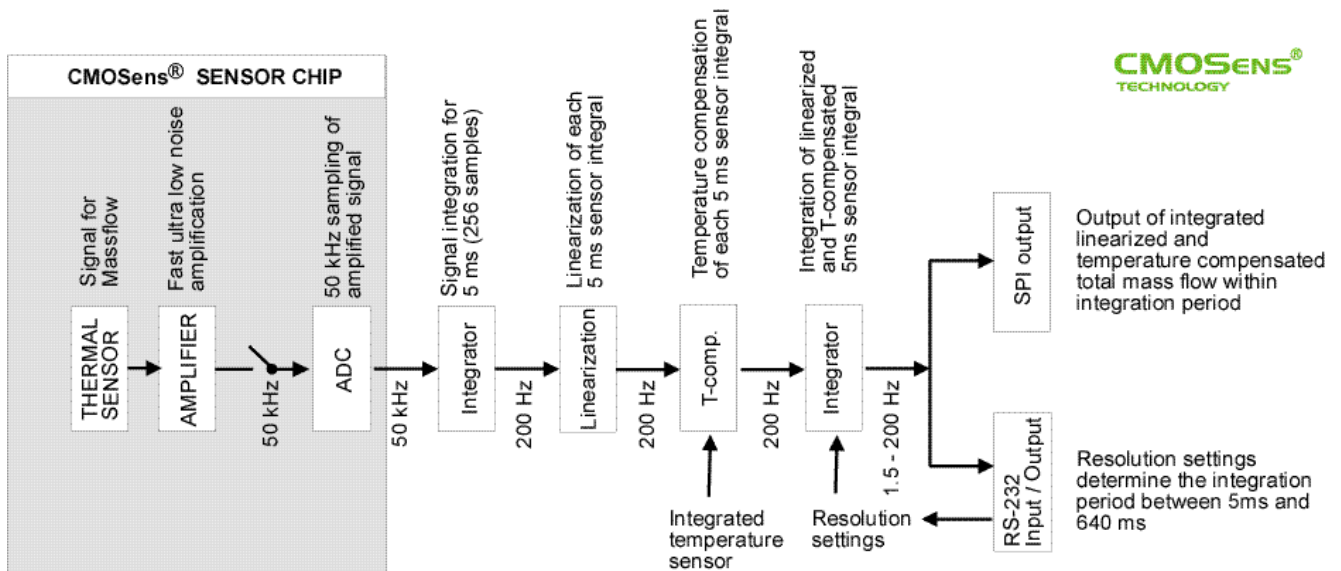 CMOSens® SENSOR CHIP
CMOSENS®
TECHNOLOGY
Signal for
Massflow
Fast ultra low noise
amplification
50 kHz sampling of
amplified signal
Signal integration for
5 ms (256 samples)
Linearization of each
5 ms sensor integral
Temperature compensation
of each 5 ms sensor integral
Integration of linearized
and T-compensated
5ms sensor integral
THERMAL
SENSOR
AMPLIFIER
50 kHz
ADC
50 kHz
Integrator
200 Hz
Linearization
200 Hz
T-comp.
200 Hz
Integrator
1.5 - 200 Hz
SPI output
Output of integrated
linearized and
temperature compensated
total mass flow within
integration period
RS-232
Input / Output
Resolution settings
determine the integration
period between 5ms and
640 ms
Integrated
temperature
sensor
Resolution
settings